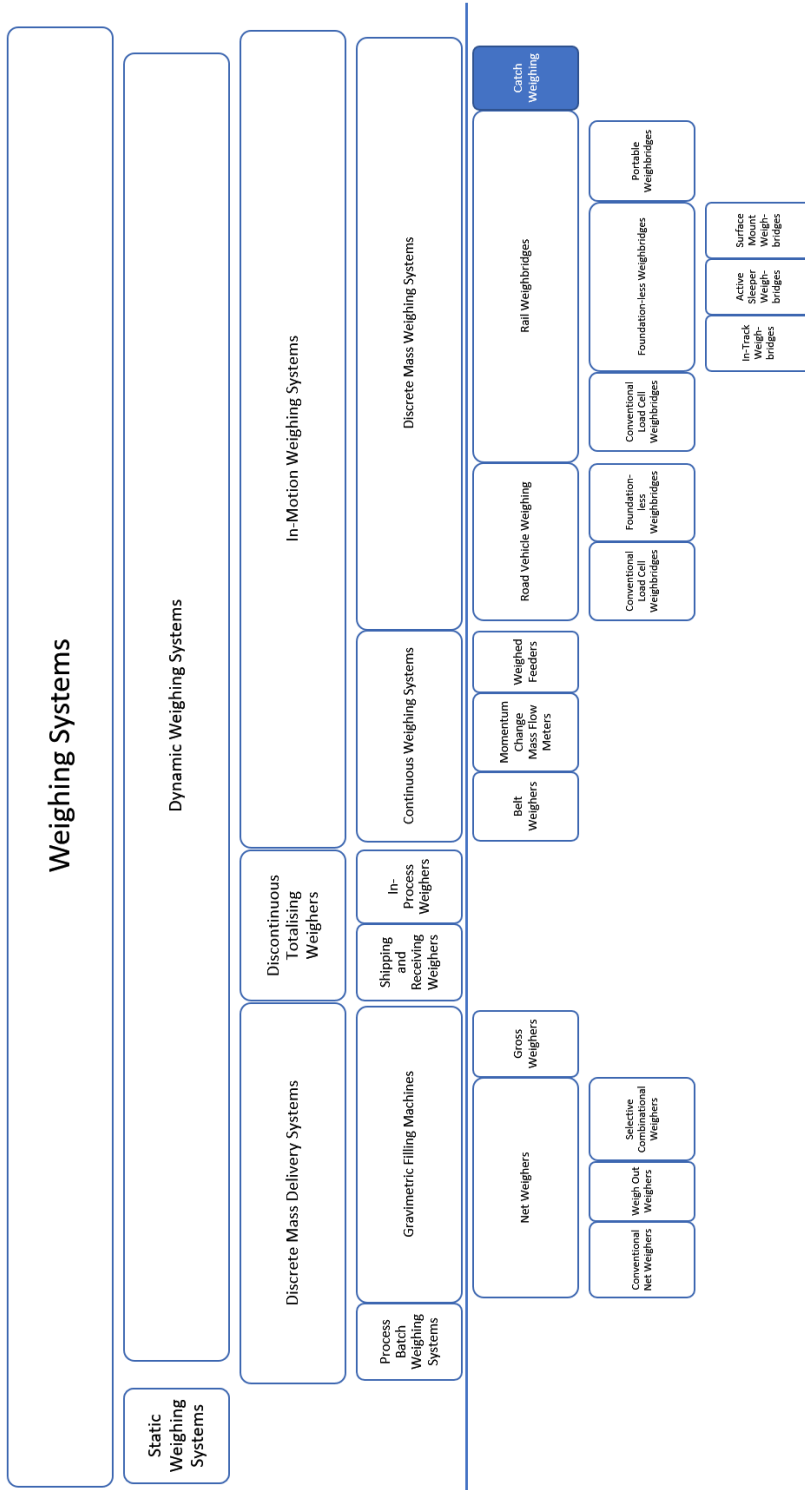 Weighing Systems
Static
Weighing
Systems
Dynamic Weighing Systems
Discrete Mass Delivery Systems
Discontinuous
Totalising
Weighers
In-Motion Weighing Systems
Process
Batch
Weighing
Systems
Gravimetric Filling Machines
Shipping
and
Receiving
Weighers
In-
Process
Weighers
Continuous Weighing Systems
Discrete Mass Weighing Systems
Net Weighers
Gross
Weighers
Belt
Weighers
Momentum
Change
Mass Flow
Meters
Weighed
Feeders
Road Vehicle Weighing
Rail Weighbridges
Catch
Weighing
Conventional
Net Weighers
Weigh Out
Weighers
Selective
Combinational
Weighers
Conventional
Load Cell
Weighbridges
Foundation-
less
Weighbridges
Conventional
Load Cell
Weighbridges
Foundation-less Weighbridges
Portable
Weighbridges
In-Track
Weigh-
bridges
Active
Sleeper
Weigh-
bridges
Surface
Mount
Weigh-
bridges